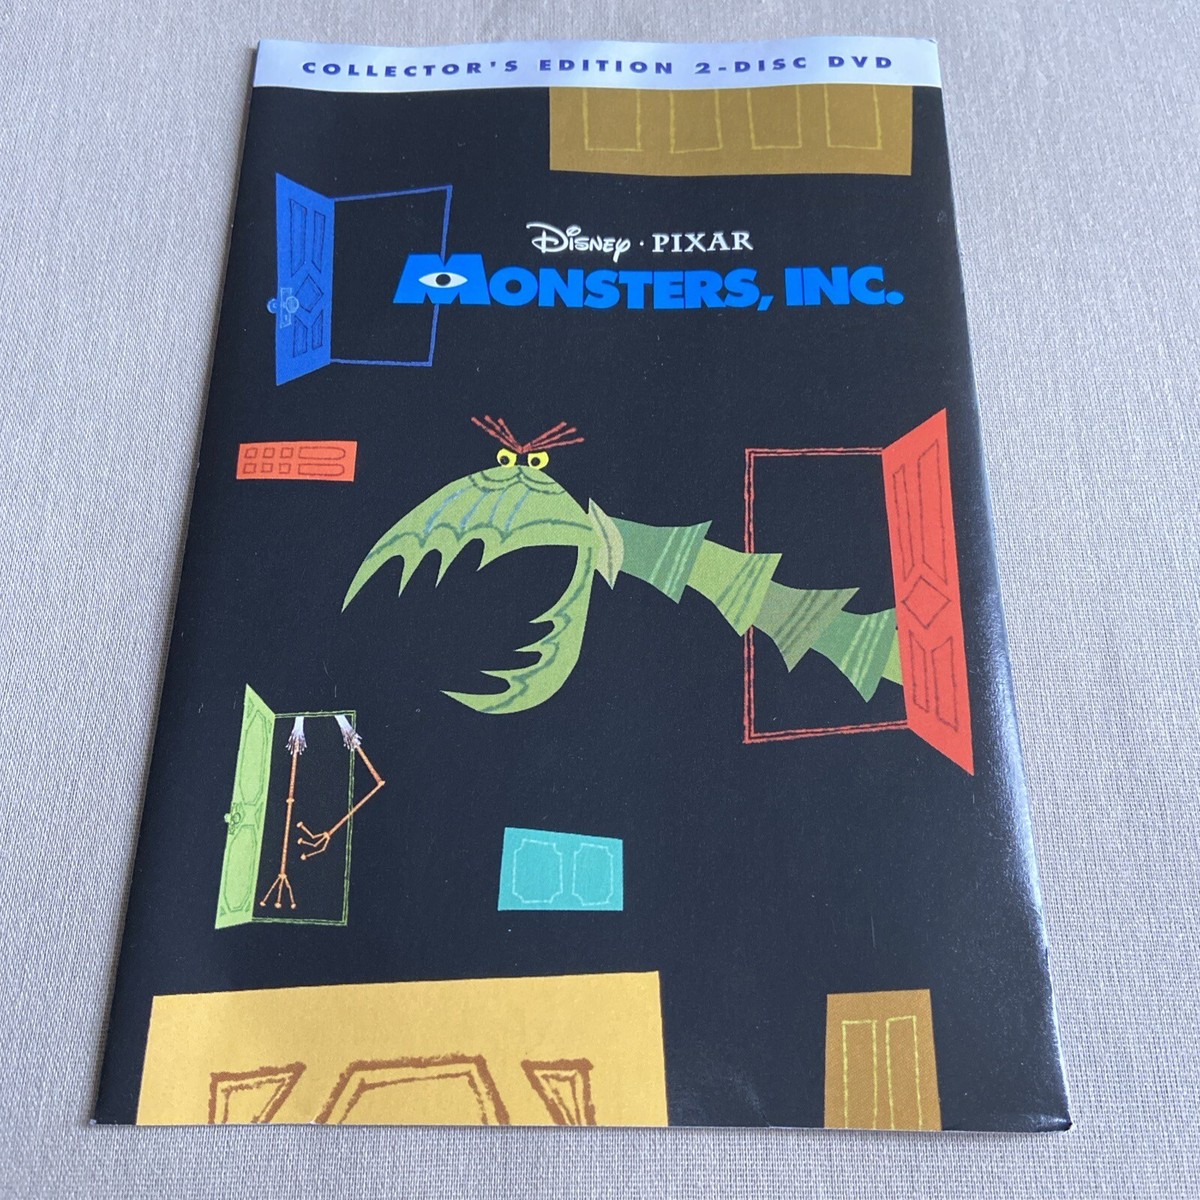 COLLECTOR'S EDITION 2-DISC DVD
Disney · PIXAR
MONSTERS, INC.